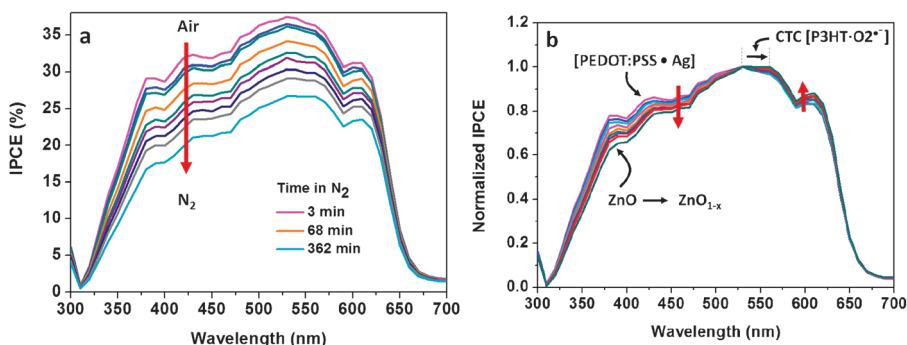 a
Air
N2
Time in N2
3 min
68 min
362 min
IPCE (%)
35
30
25
20
15
10
5
0
300 350 400 450 500 550 600 650 700
Wavelength (nm)
b
CTC [P3HT·O2•−]
[PEDOT:PSS • Ag]
ZnO → ZnO1-x
Normalized IPCE
1.2
1.0
0.8
0.6
0.4
0.2
0.0
300 350 400 450 500 550 600 650 700
Wavelength (nm)